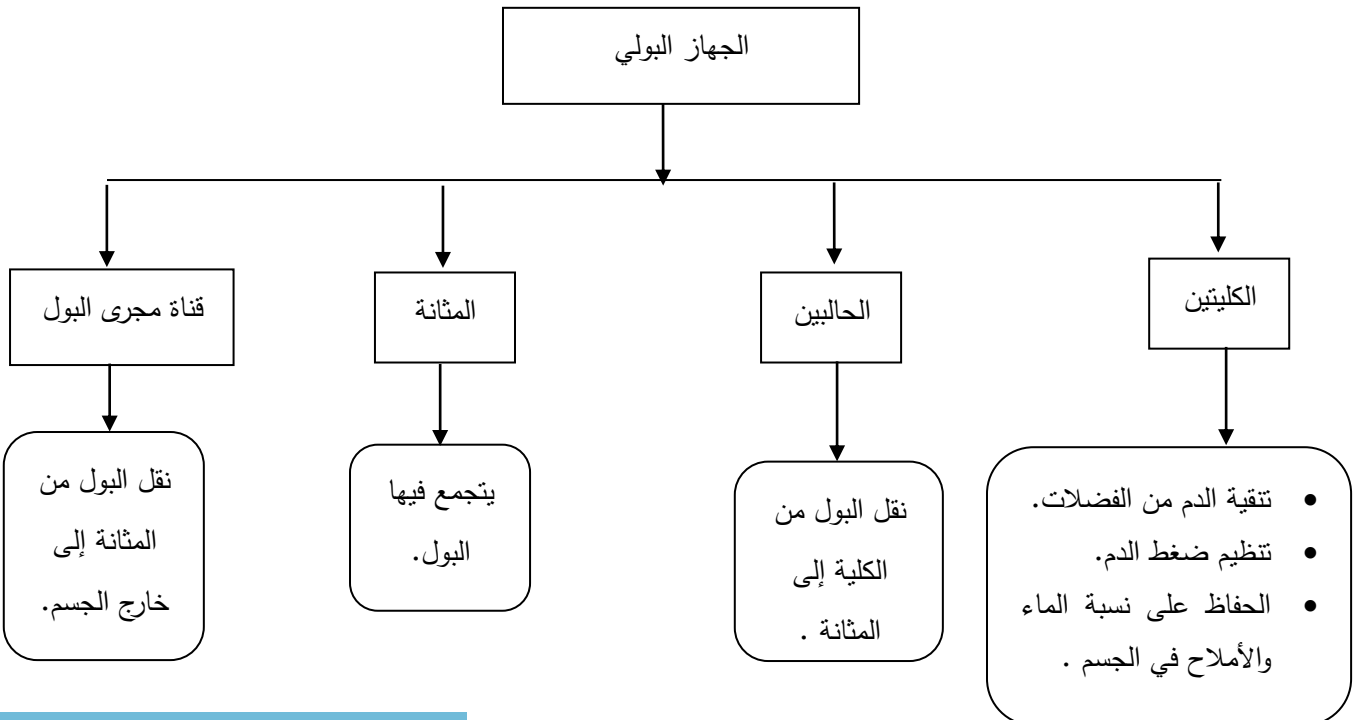 الجهاز البولي
الكليتين
الحالبين
المثانة
قناة مجرى البول
• تنقية الدم من الفضلات.
• تنظيم ضغط الدم.
• الحفاظ على نسبة الماء
والأملاح في الجسم .
نقل البول من
الكلية إلى
المثانة .
يتجمع فيها
البول.
نقل البول من
المثانة إلى
خارج الجسم.